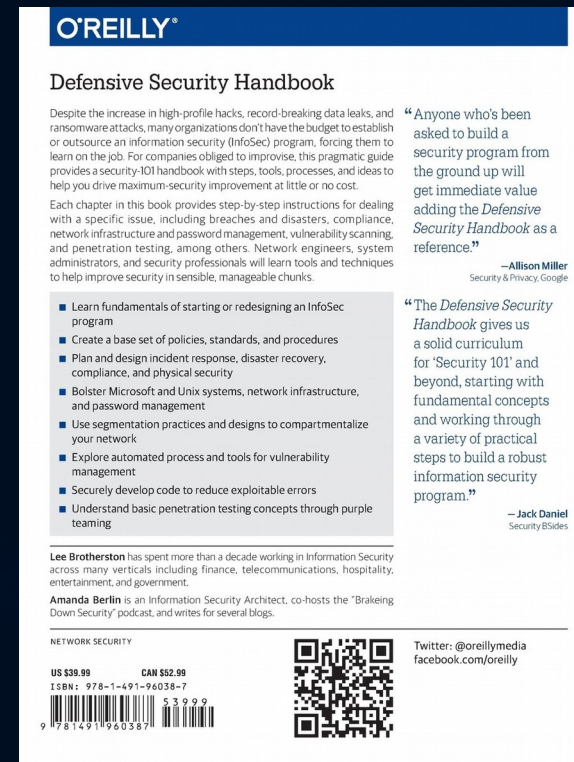 O'REILLY®
Defensive Security Handbook
Despite the increase in high-profile hacks, record-breaking data leaks, and
ransomware attacks, many organizations don't have the budget to establish
or outsource an information security (InfoSec) program, forcing them to
learn on the job. For companies obliged to improvise, this pragmatic guide
provides a security-101 handbook with steps, tools, processes, and ideas to
help you drive maximum-security improvement at little or no cost.
Each chapter in this book provides step-by-step instructions for dealing
with a specific issue, including breaches and disasters, compliance,
network infrastructure and password management, vulnerability scanning,
and penetration testing, among others. Network engineers, system
administrators, and security professionals will learn tools and techniques
to help improve security in sensible, manageable chunks.
■ Learn fundamentals of starting or redesigning an InfoSec
program
■ Create a base set of policies, standards, and procedures
■ Plan and design incident response, disaster recovery,
compliance, and physical security
■ Bolster Microsoft and Unix systems, network infrastructure,
and password management
■ Use segmentation practices and designs to compartmentalize
your network
■ Explore automated process and tools for vulnerability
management
■ Securely develop code to reduce exploitable errors
■ Understand basic penetration testing concepts through purple
teaming
Lee Brotherston has spent more than a decade working in Information Security
across many verticals including finance, telecommunications, hospitality,
entertainment, and government.
Amanda Berlin is an Information Security Architect, co-hosts the "Brakeing
Down Security" podcast, and writes for several blogs.
“Anyone who's been
asked to build a
security program from
the ground up will
get immediate value
adding the Defensive
Security Handbook as a
reference.”
—Allison Miller
Security & Privacy, Google
“The Defensive Security
Handbook gives us
a solid curriculum
for 'Security 101' and
beyond, starting with
fundamental concepts
and working through
a variety of practical
steps to build a robust
information security
program.”
—Jack Daniel
Security BSides
NETWORK SECURITY
US $39.99 CAN $52.99
ISBN: 978-1-491-96038-7
53999
9 781491 960387
Twitter: @oreillymedia
facebook.com/oreilly